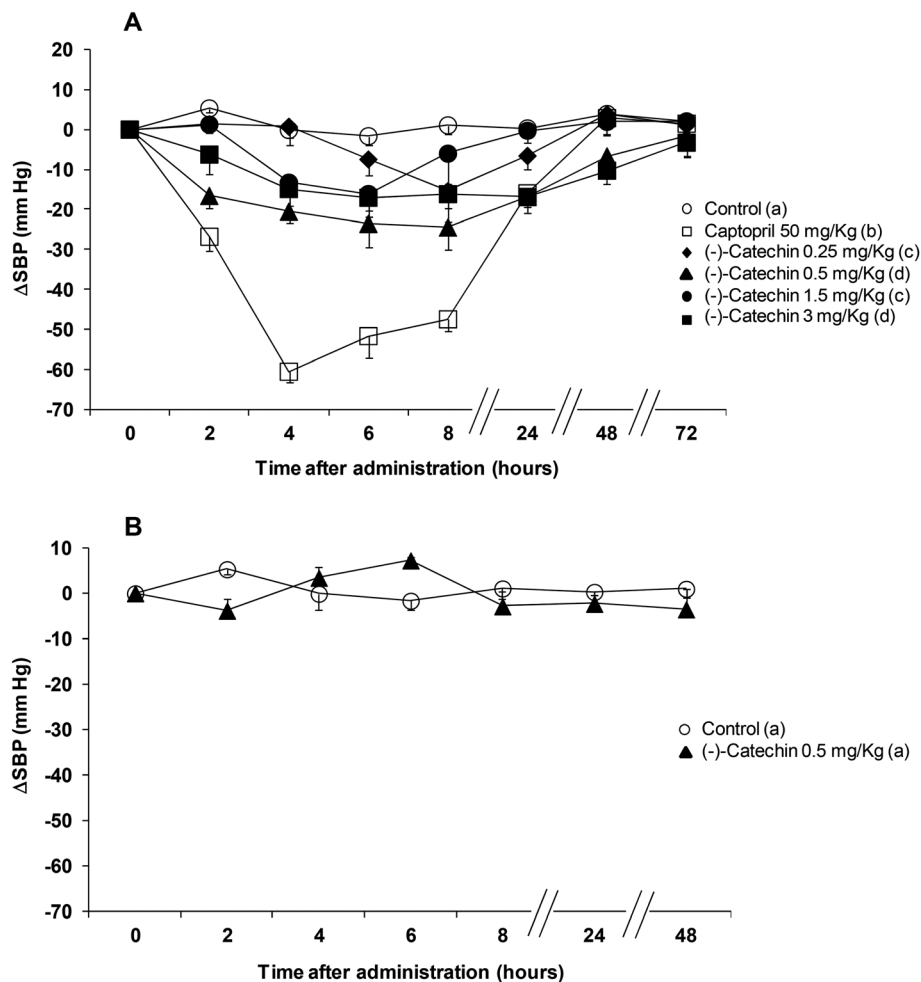 A
20
10
0
-10
-20
-30
-40
-50
-60
-70
ΔSBP (mm Hg)
Control (a)
Captopril 50 mg/Kg (b)
(-)-Catechin 0.25 mg/Kg (c)
(-)-Catechin 0.5 mg/Kg (d)
(-)-Catechin 1.5 mg/Kg (c)
(-)-Catechin 3 mg/Kg (d)
0 2 4 6 8 24 48 72
Time after administration (hours)
B
10
0
-10
-20
-30
-40
-50
-60
-70
ΔSBP (mm Hg)
Control (a)
(-)-Catechin 0.5 mg/Kg (a)
0 2 4 6 8 24 48
Time after administration (hours)